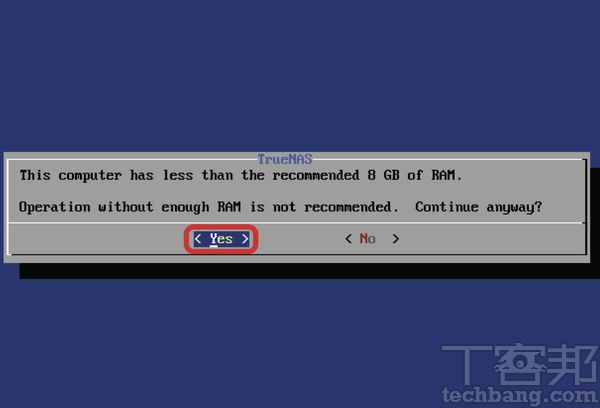 TrueNAS
This computer has less than the recommended 8 GB of RAM.
Operation without enough RAM is not recommended.  Continue anyway?
< Yes >  < No >
T客邦
techbang.com